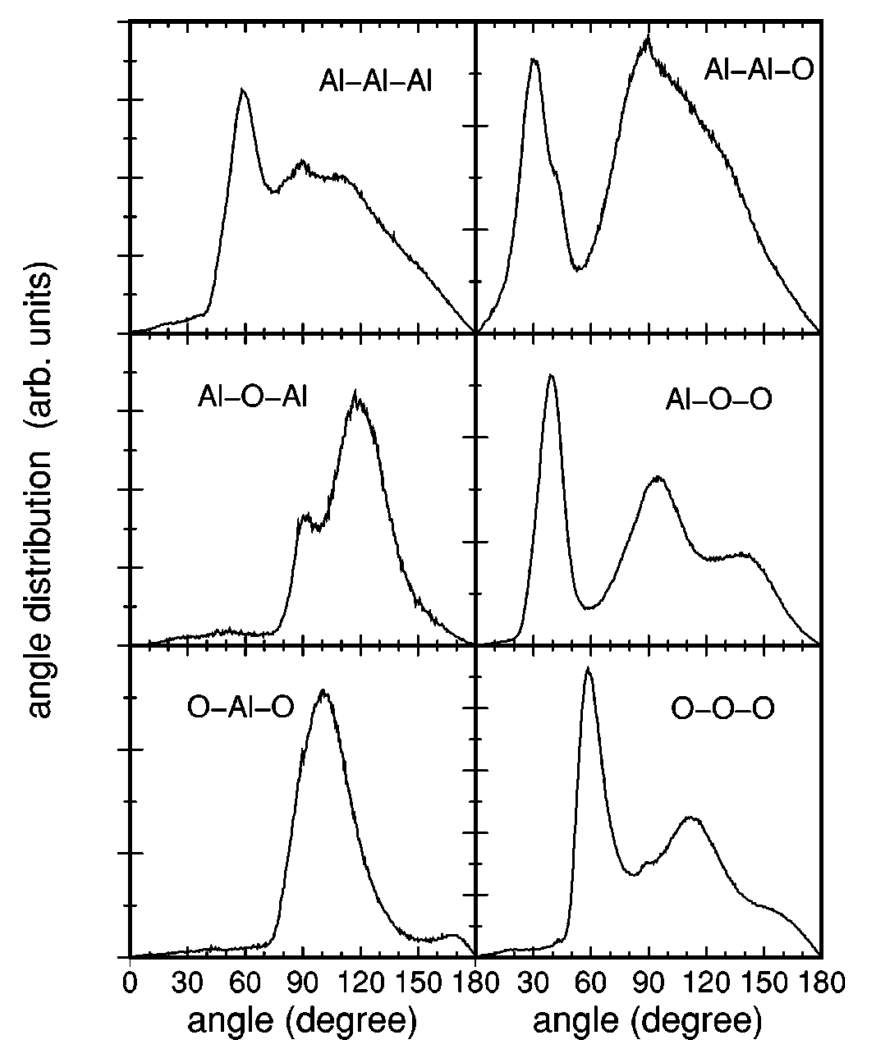 Al–Al–Al
Al–Al–O
Al–O–Al
Al–O–O
O–Al–O
O–O–O
angle distribution (arb. units)
0 30 60 90 120 150 180 30 60 90 120 150 180
angle (degree) angle (degree)